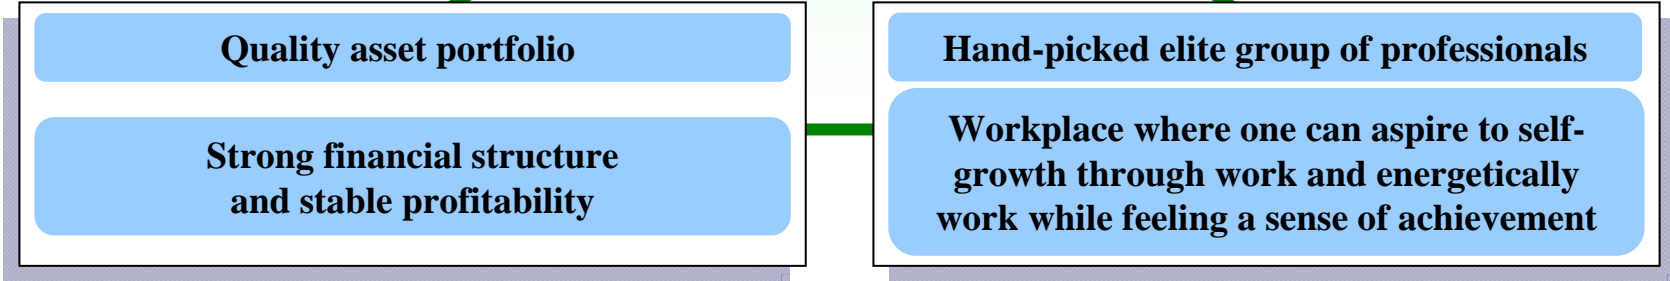 Quality asset portfolio
Strong financial structure
and stable profitability
Hand-picked elite group of professionals
Workplace where one can aspire to self-
growth through work and energetically
work while feeling a sense of achievement